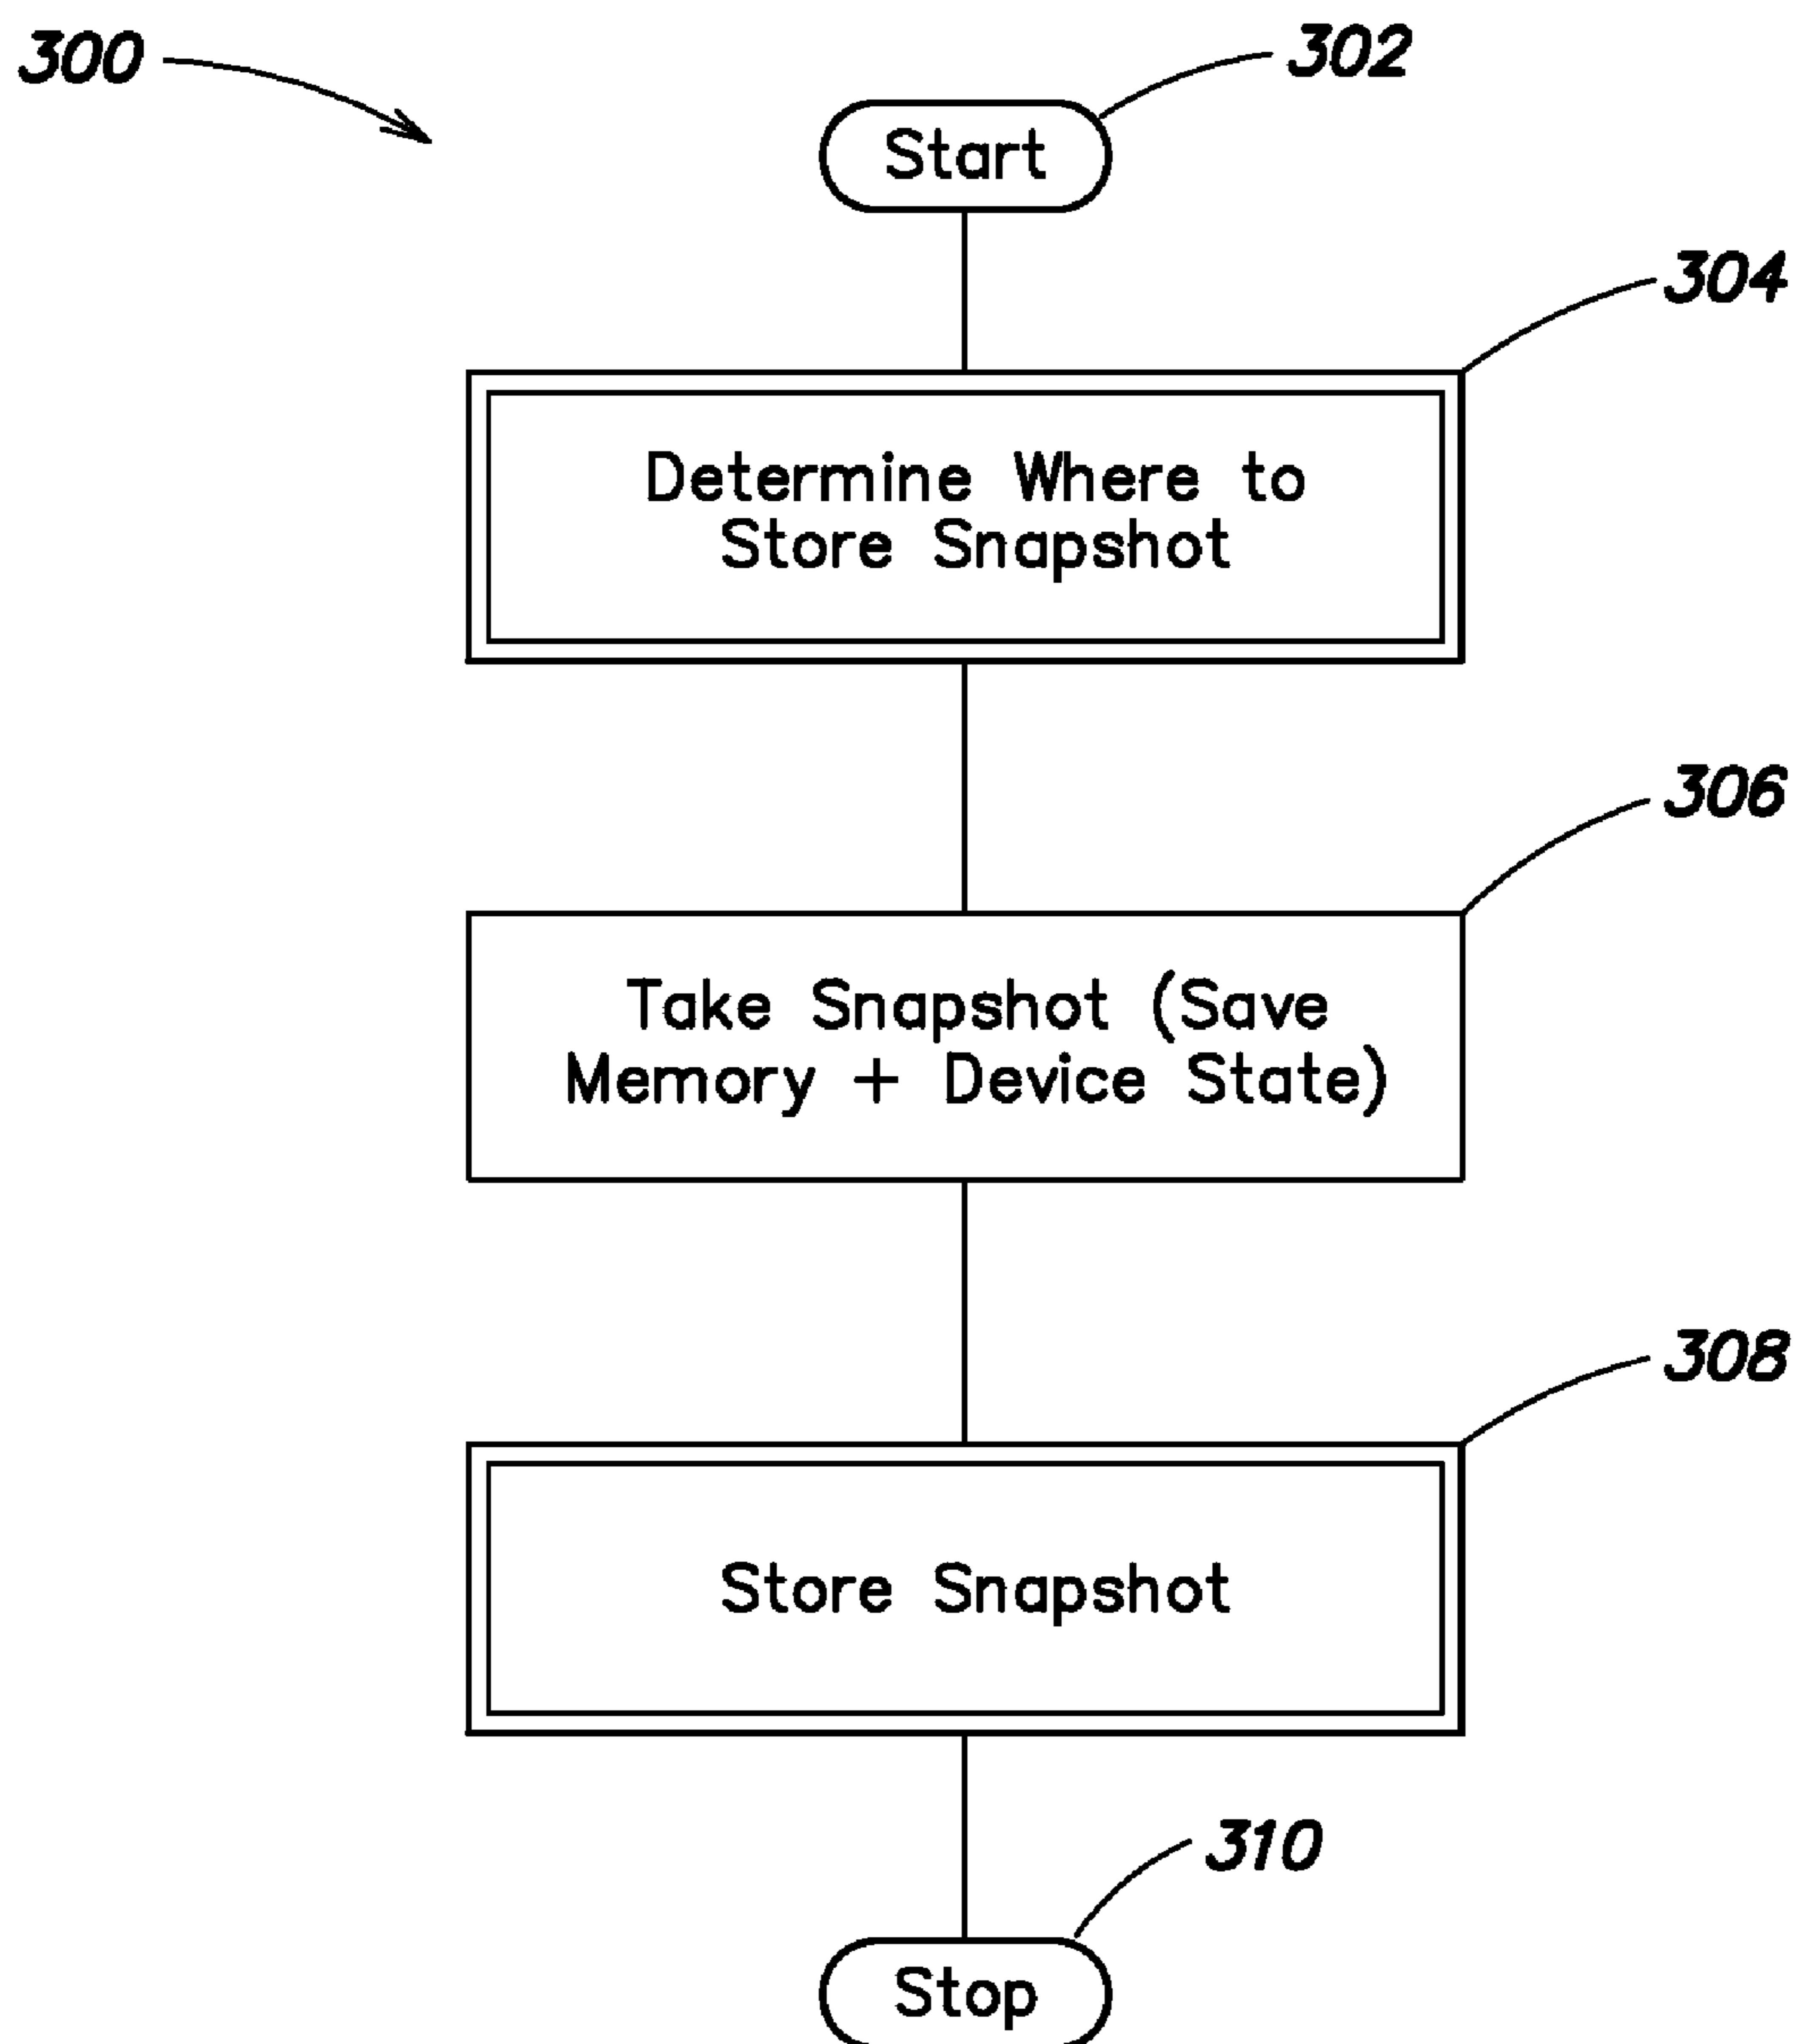 300
302
Start
304
Determine Where to
Store Snapshot
306
Take Snapshot (Save
Memory + Device State)
308
Store Snapshot
310
Stop